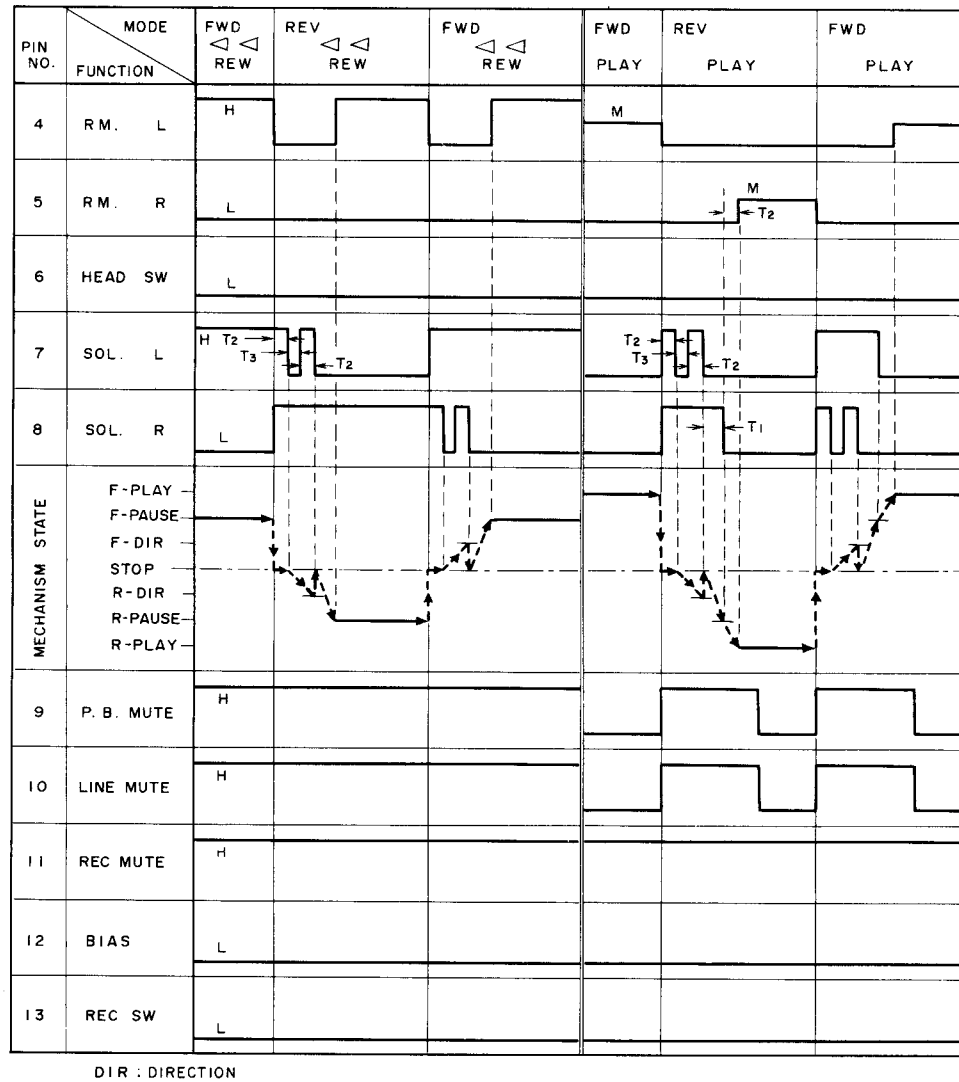 MODE
PIN NO.
FUNCTION
FWD ◁ ◁ REW
REV ◁ ◁ REW
FWD ◁ ◁ REW
FWD PLAY
REV PLAY
FWD PLAY
4 RM. L H M
5 RM. R L M T2
6 HEAD SW L
7 SOL. L H T2 T3 T2 T2 T3 T2
8 SOL. R L T1
MECHANISM STATE
F-PLAY
F-PAUSE
F-DIR
STOP
R-DIR
R-PAUSE
R-PLAY
9 P. B. MUTE H
10 LINE MUTE H
11 REC MUTE H
12 BIAS L
13 REC SW L
DIR : DIRECTION